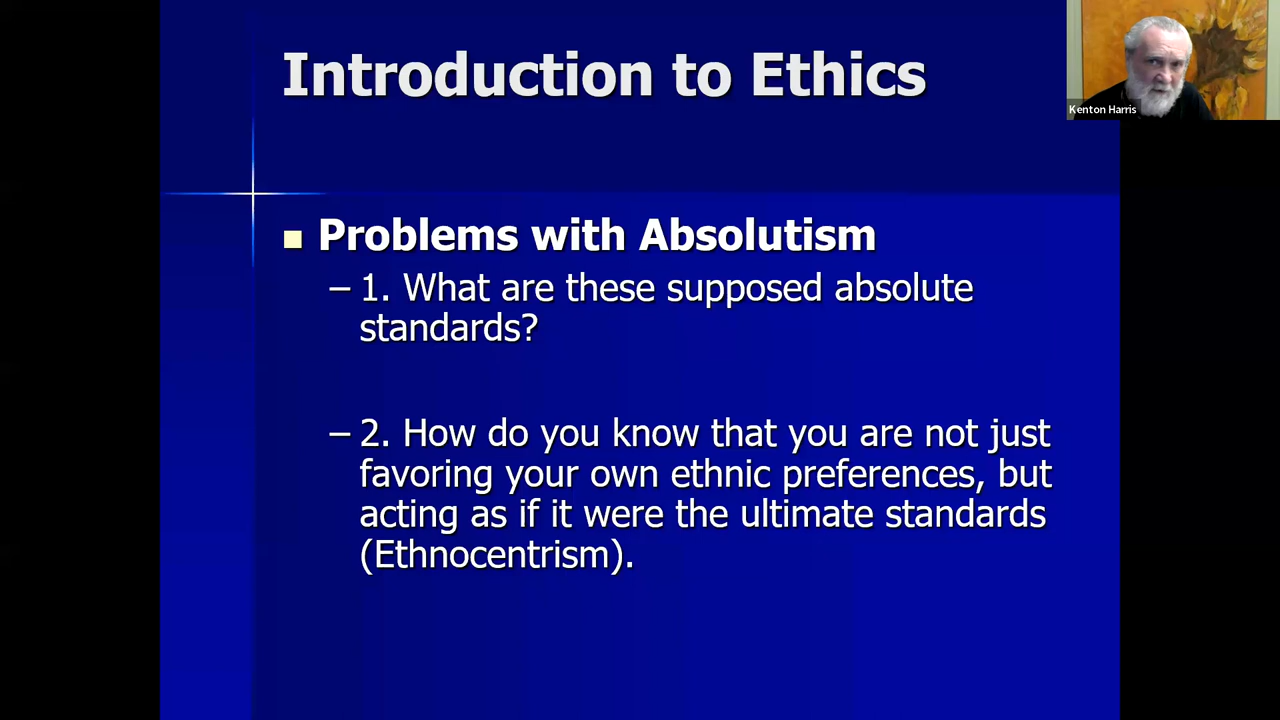 Introduction to Ethics
Kenton Harris
■ Problems with Absolutism
– 1. What are these supposed absolute
standards?
– 2. How do you know that you are not just
favoring your own ethnic preferences, but
acting as if it were the ultimate standards
(Ethnocentrism).